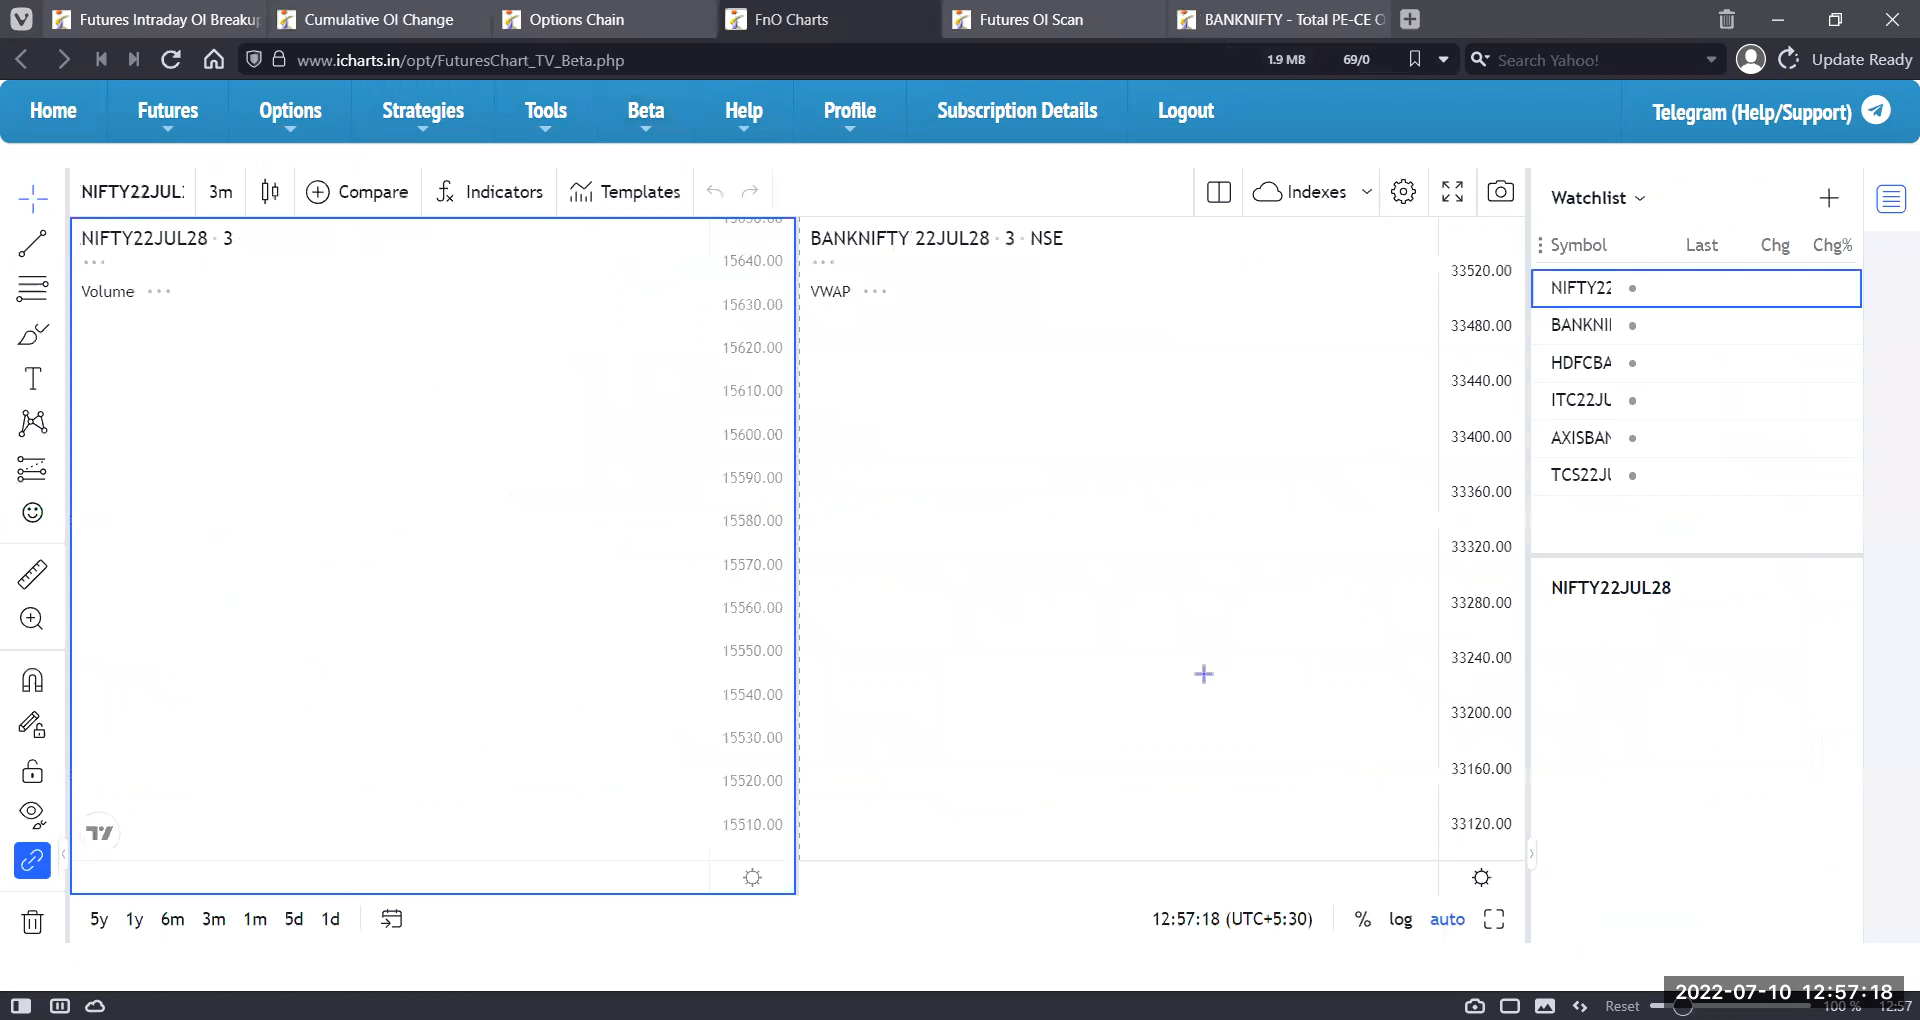 Futures Intraday OI Breakup
Cumulative OI Change
Options Chain
FnO Charts
Futures OI Scan
BANKNIFTY - Total PE-CE O
www.icharts.in/opt/FuturesChart_TV_Beta.php
1.9 MB
69/0
Search Yahoo!
Update Ready
Home
Futures
Options
Strategies
Tools
Beta
Help
Profile
Subscription Details
Logout
Telegram (Help/Support)
NIFTY22JUL
3m
Compare
Indicators
Templates
Indexes
NIFTY22JUL28 · 3
Volume
15640.00
15630.00
15620.00
15610.00
15600.00
15590.00
15580.00
15570.00
15560.00
15550.00
15540.00
15530.00
15520.00
15510.00
BANKNIFTY 22JUL28 · 3 · NSE
VWAP
33520.00
33480.00
33440.00
33400.00
33360.00
33320.00
33280.00
33240.00
33200.00
33160.00
33120.00
Watchlist
Symbol Last Chg Chg%
NIFTY22
BANKNI
HDFCBA
ITC22JU
AXISBAN
TCS22JU
NIFTY22JUL28
5y 1y 6m 3m 1m 5d 1d
12:57:18 (UTC+5:30)
% log auto
2022-07-10 12:57:18
Reset
100 %
12:57